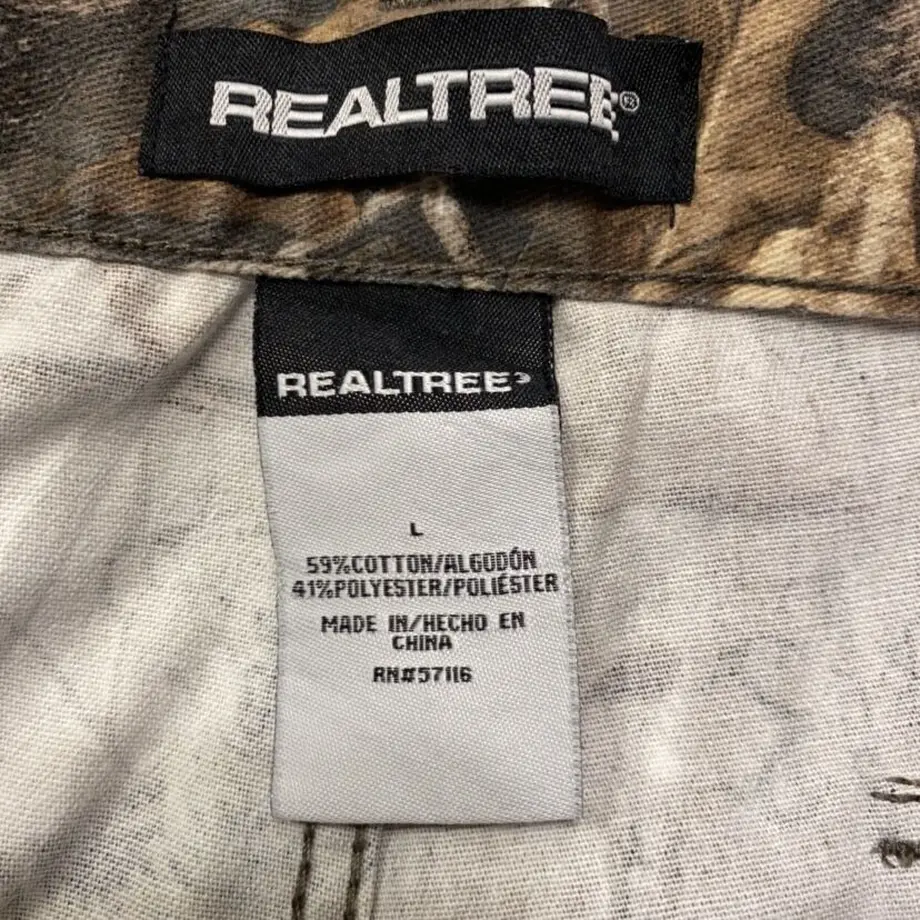 REALTREE®
REALTREE
L
59%COTTON/ALGODÓN
41%POLYESTER/POLIÉSTER
MADE IN/HECHO EN
CHINA
RN#57116